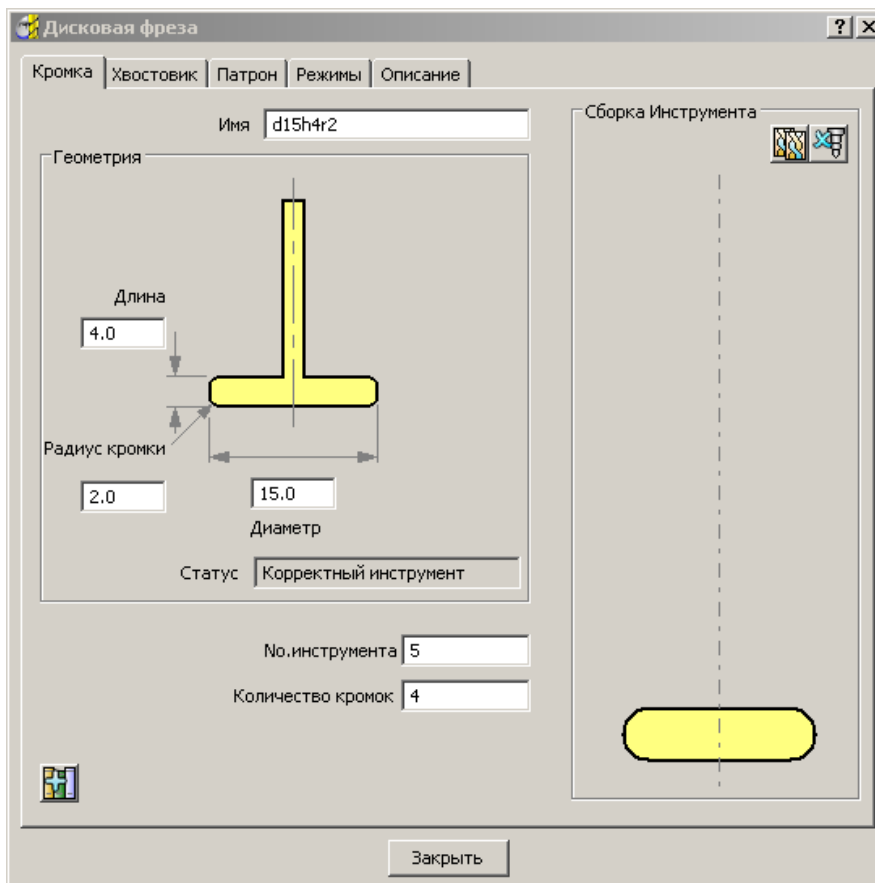 Дисковая фреза
Кромка Хвостовик Патрон Режимы Описание
Имя d15h4r2
Сборка Инструмента
Геометрия
Длина
4.0
Радиус кромки
2.0 15.0
Диаметр
Статус Корректный инструмент
No.инструмента 5
Количество кромок 4
Закрыть